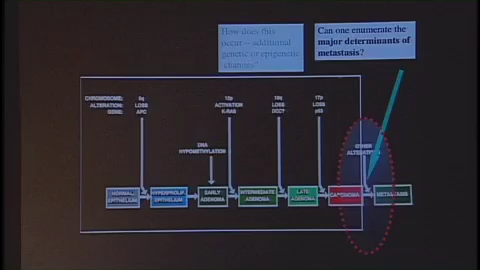 How does this
occur – additional
genetic or epigenetic
changes?
Can one enumerate the
major determinants of
metastasis?
CHROMOSOME: 5q 12p 18q 17p
ALTERATION: LOSS ACTIVATION LOSS LOSS
GENE: APC K-RAS DCC? p53
DNA
HYPOMETHYLATION
OTHER
NORMAL
EPITHELIUM
HYPERPROLIF.
EPITHELIUM
EARLY
ADENOMA
INTERMEDIATE
ADENOMA
LATE
ADENOMA
CARCINOMA
METASTASIS